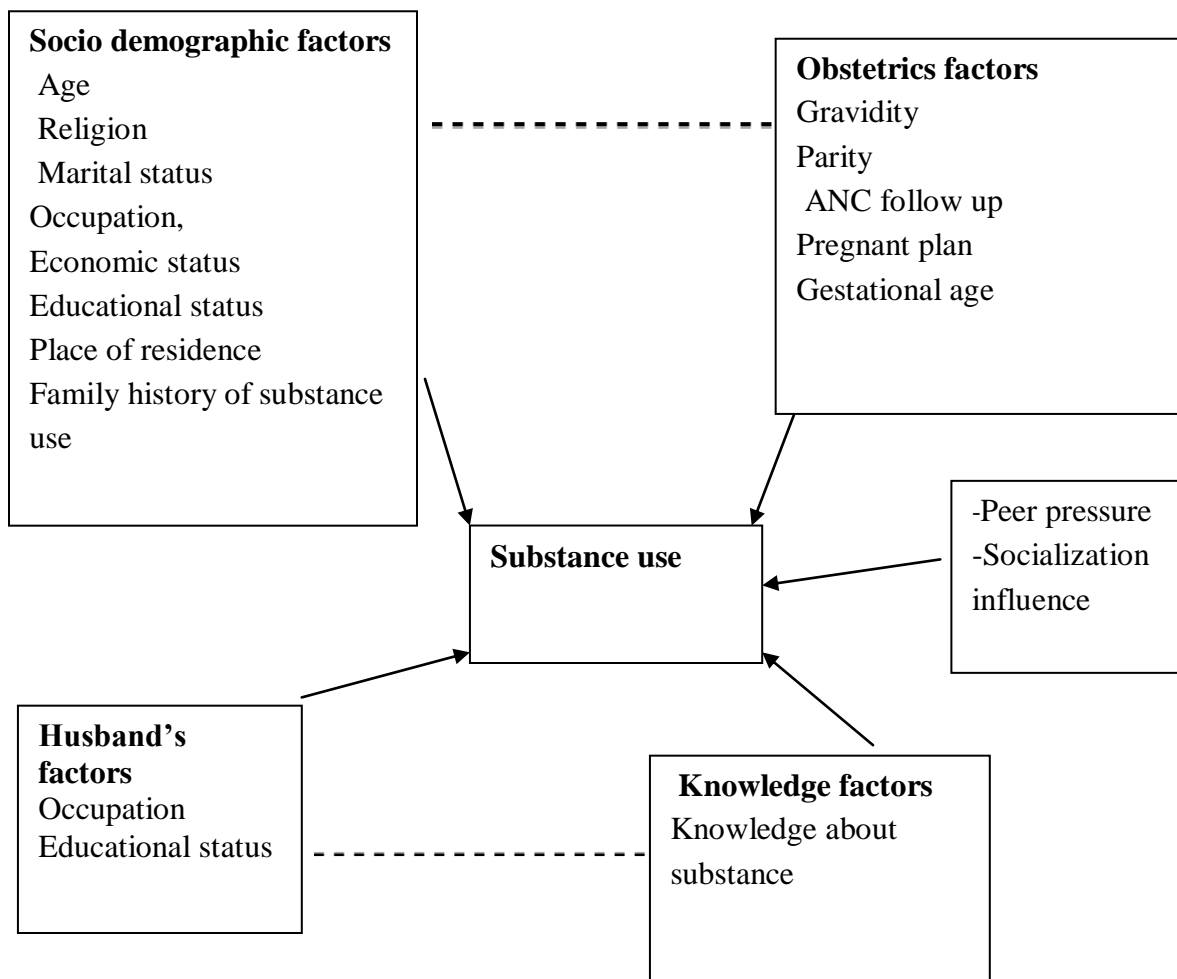 Socio demographic factors
Age
Religion
Marital status
Occupation,
Economic status
Educational status
Place of residence
Family history of substance
use
Obstetrics factors
Gravidity
Parity
ANC follow up
Pregnant plan
Gestational age
Substance use
-Peer pressure
-Socialization
influence
Husband’s
factors
Occupation
Educational status
Knowledge factors
Knowledge about
substance